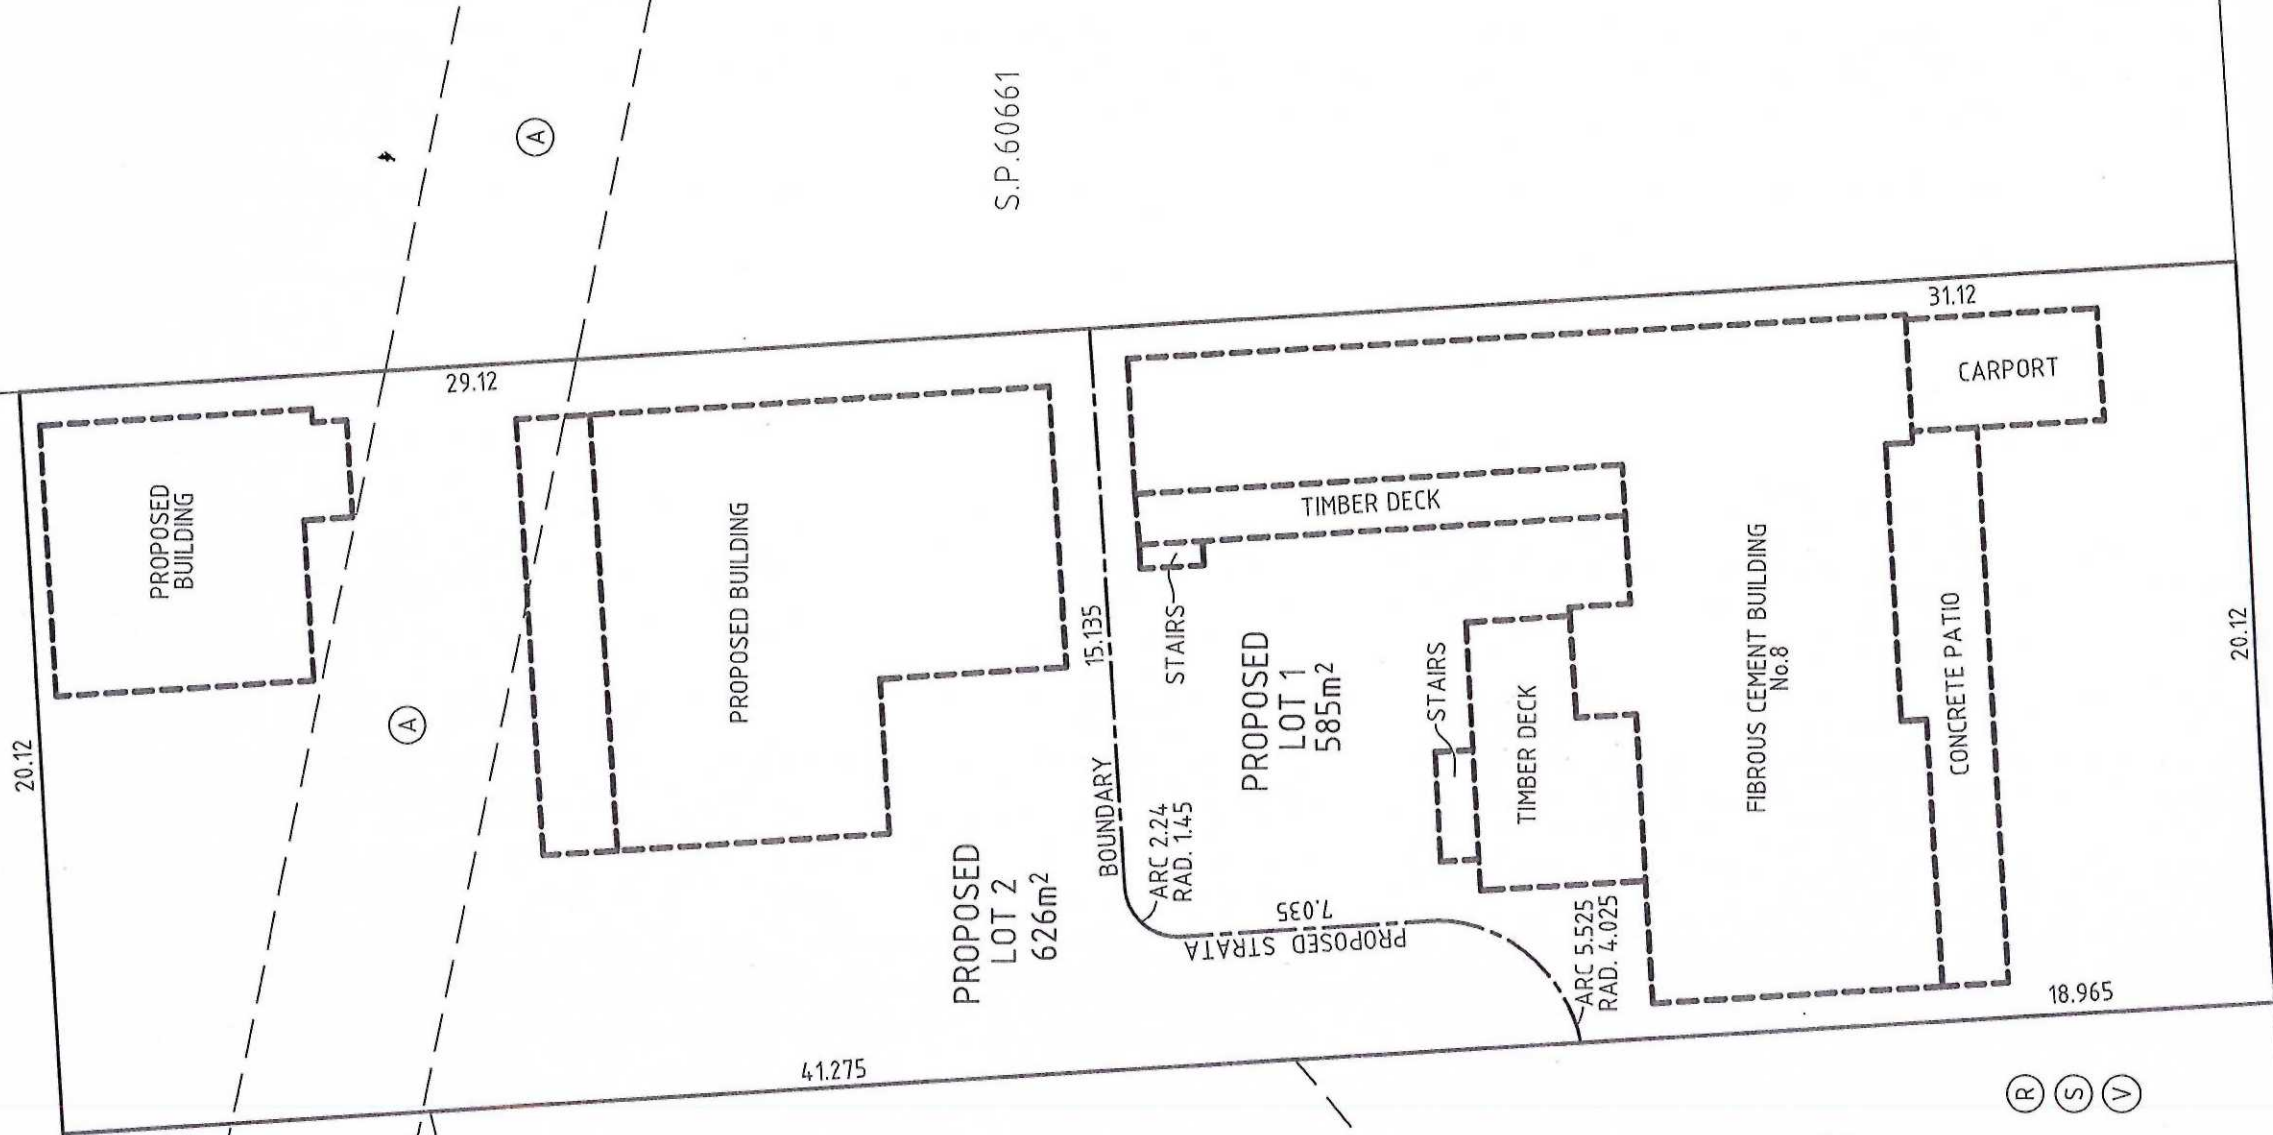 A
S.P.60661
29.12
31.12
CARPORT
PROPOSED
BUILDING
20.12
A
PROPOSED BUILDING
TIMBER DECK
STAIRS
15.135
BOUNDARY
PROPOSED
LOT 1
585m²
STAIRS
TIMBER DECK
FIBROUS CEMENT BUILDING
No.8
CONCRETE PATIO
20.12
PROPOSED
LOT 2
626m²
ARC 2.24
RAD. 1.45
7.035
PROPOSED STRATA
ARC 5.525
RAD. 4.025
18.965
41.275
R
S
V